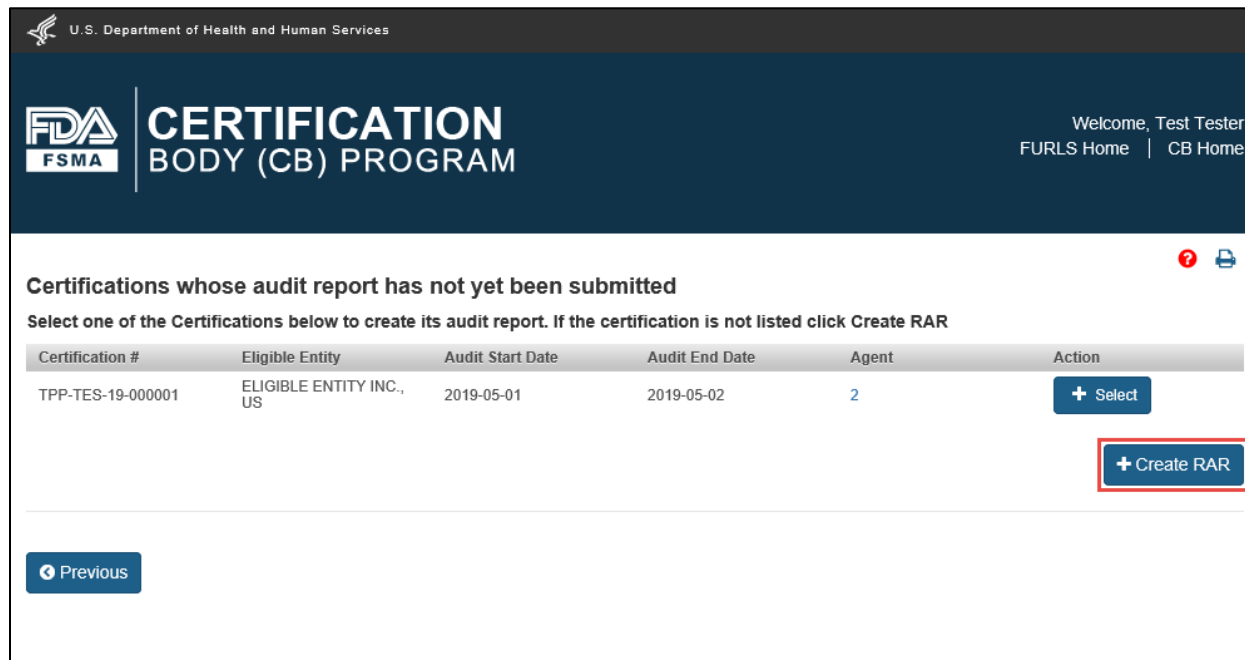 U.S. Department of Health and Human Services
FDA
FSMA
CERTIFICATION
BODY (CB) PROGRAM
Welcome, Test Tester
FURLS Home | CB Home
?
Certifications whose audit report has not yet been submitted
Select one of the Certifications below to create its audit report. If the certification is not listed click Create RAR
Certification # Eligible Entity Audit Start Date Audit End Date Agent Action
TPP-TES-19-000001 ELIGIBLE ENTITY INC., US 2019-05-01 2019-05-02 2 + Select
+ Create RAR
Previous